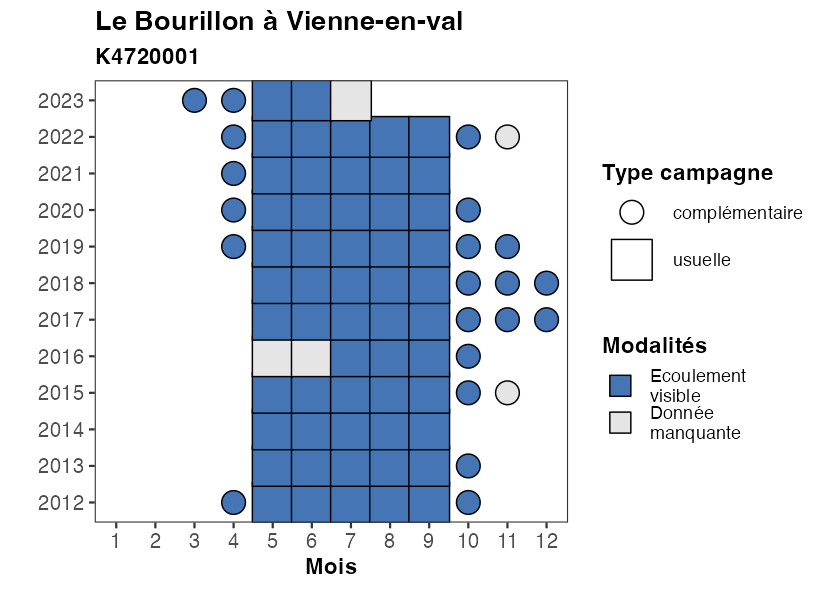 Le Bourillon à Vienne-en-val
K4720001
2023
2022
2021
2020
2019
2018
2017
2016
2015
2014
2013
2012
1 2 3 4 5 6 7 8 9 10 11 12
Mois
Type campagne
complémentaire
usuelle
Modalités
Ecoulement
visible
Donnée
manquante